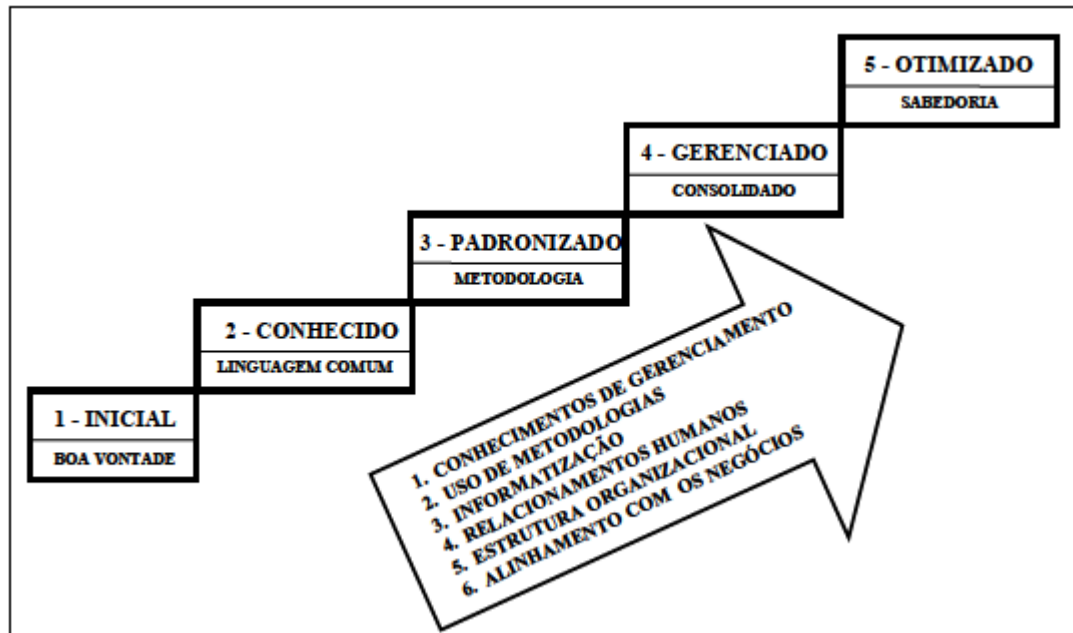 5 - OTIMIZADO
SABEDORIA
4 - GERENCIADO
CONSOLIDADO
3 - PADRONIZADO
METODOLOGIA
2 - CONHECIDO
LINGUAGEM COMUM
1 - INICIAL
BOA VONTADE
1. CONHECIMENTOS DE GERENCIAMENTO
2. USO DE METODOLOGIAS
3. INFORMATIZAÇÃO
4. RELACIONAMENTOS HUMANOS
5. ESTRUTURA ORGANIZACIONAL
6. ALINHAMENTO COM OS NEGÓCIOS